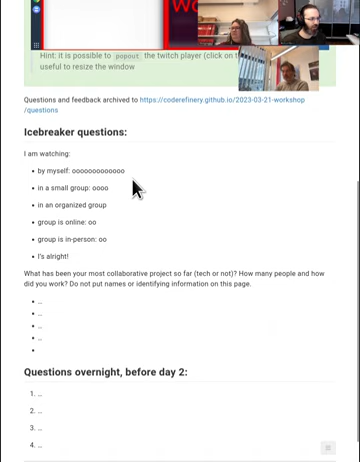 Hint: it is possible to popout the twitch player (click on
useful to resize the window
Questions and feedback archived to https://coderefinery.github.io/2023-03-21-workshop
/questions
Icebreaker questions:
I am watching:
• by myself: ooooooooooooo
• in a small group: oooo
• in an organized group
• group is online: oo
• group is in-person: oo
• I's alright!
What has been your most collaborative project so far (tech or not)? How many people and how
did you work? Do not put names or identifying information on this page.
• ..
• ..
• ..
• ..
•
Questions overnight, before day 2:
1. ..
2. ..
3. ..
4. ..